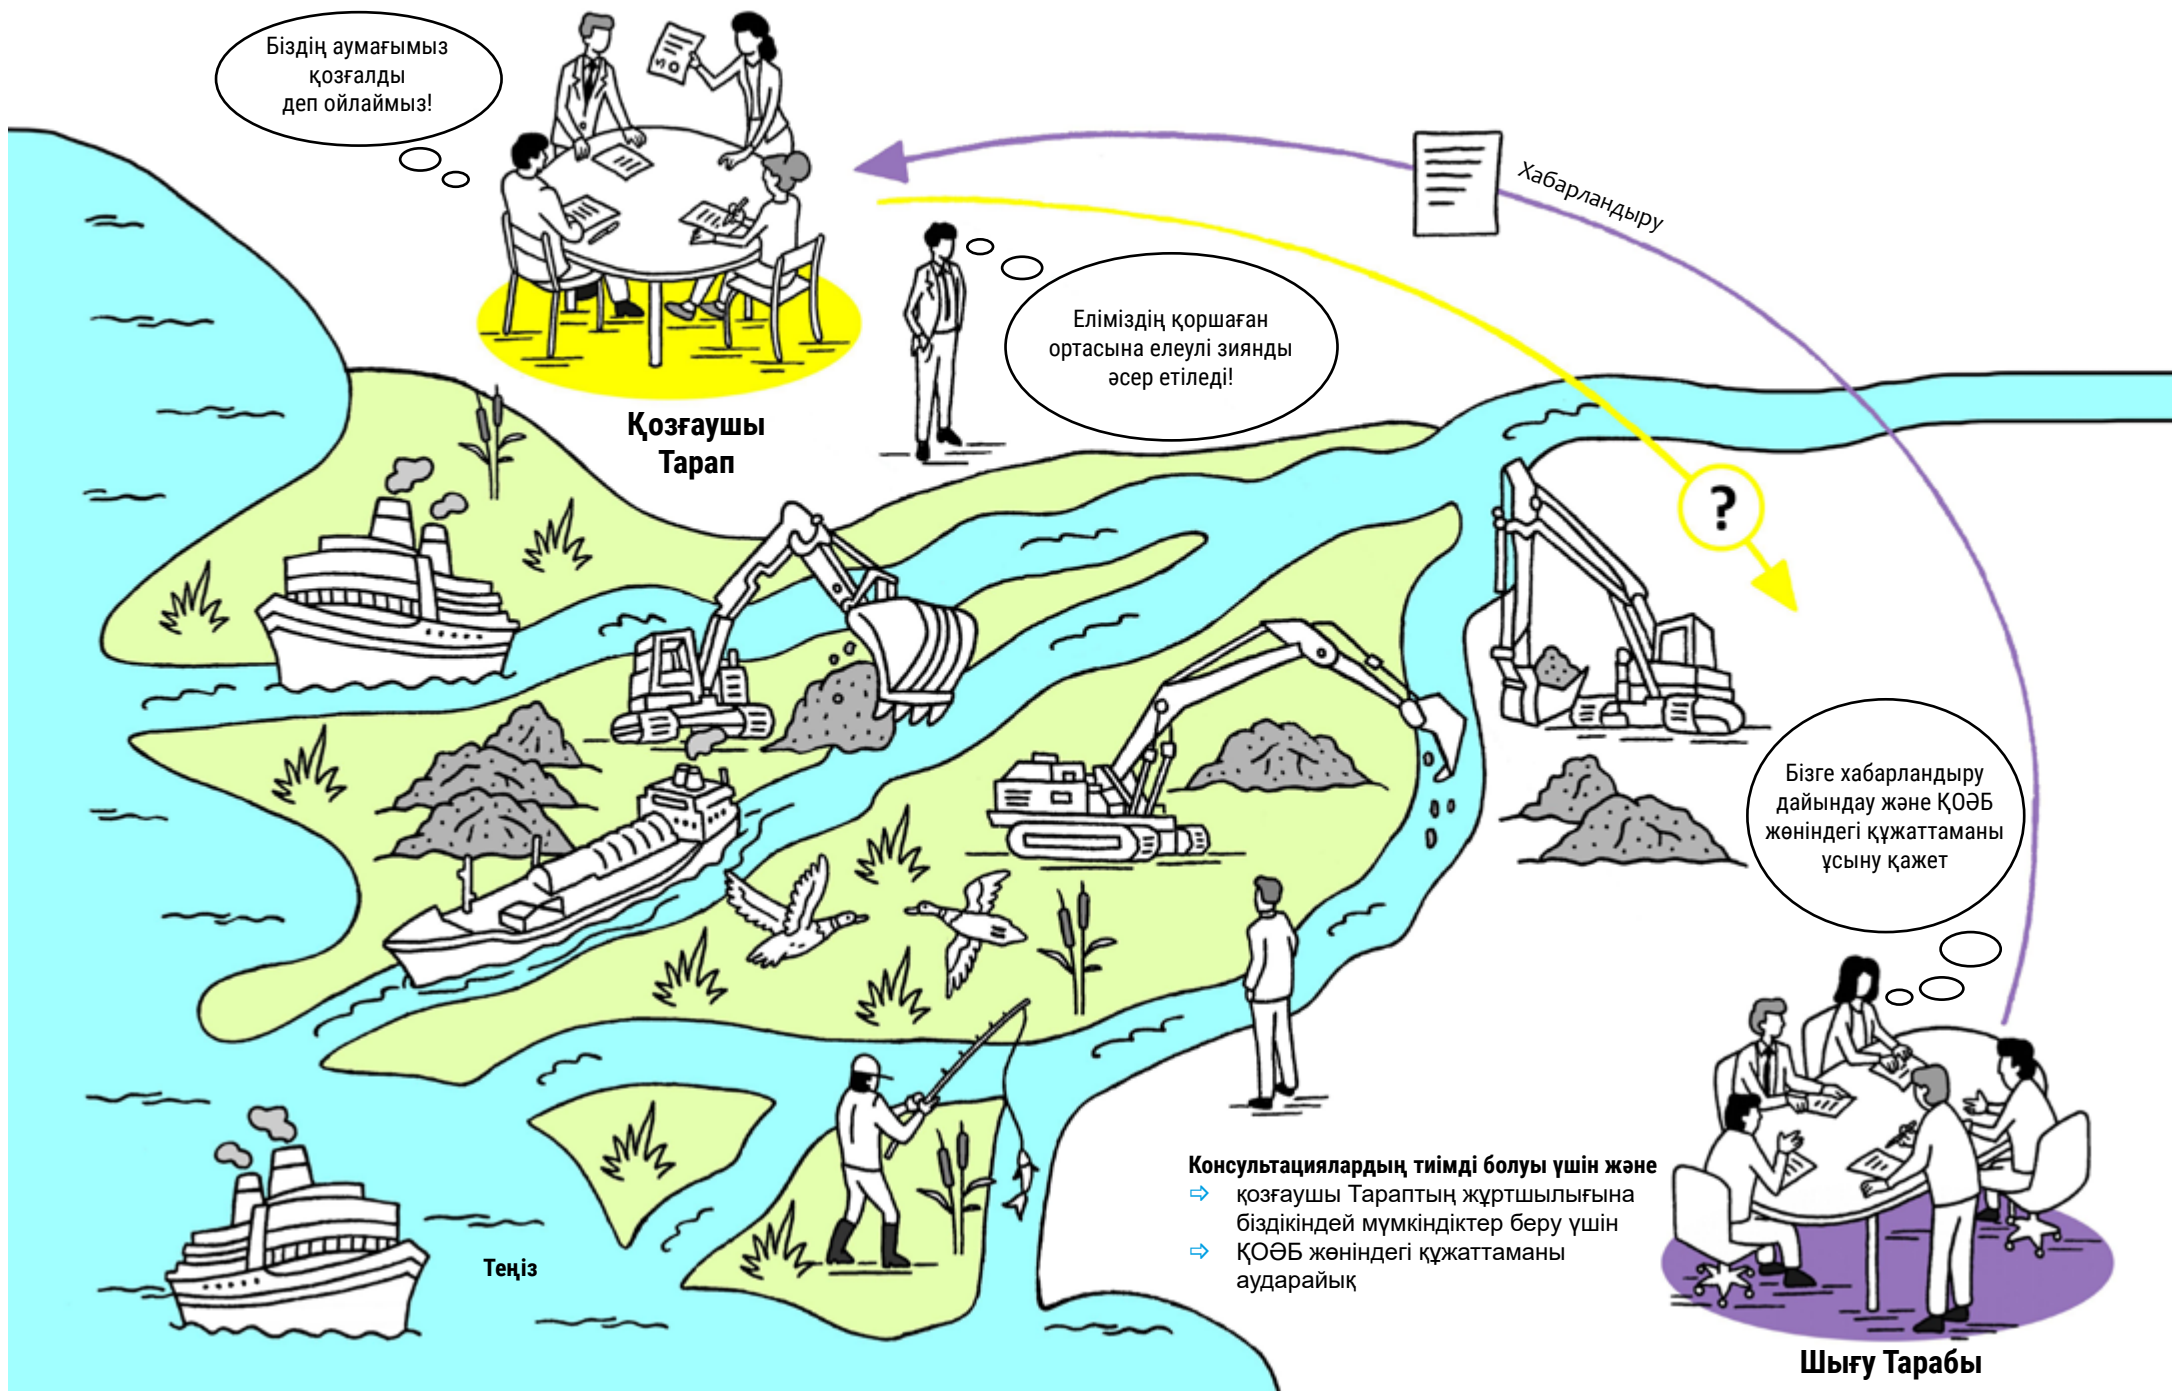 Біздің аумағымыз
қозғалды
деп ойлаймыз!
Хабарландыру
Еліміздің қоршаған
ортасына елеулі зиянды
әсер етіледі!
Қозғаушы
Тарап
?
Бізге хабарландыру
дайындау және ҚОӘБ
жөніндегі құжаттаманы
ұсыну қажет
Консультациялардың тиімді болуы үшін және
⇨ қозғаушы Тараптың жұртшылығына
біздікіндей мүмкіндіктер беру үшін
⇨ ҚОӘБ жөніндегі құжаттаманы
аударайық
Теңіз
Шығу Тарабы